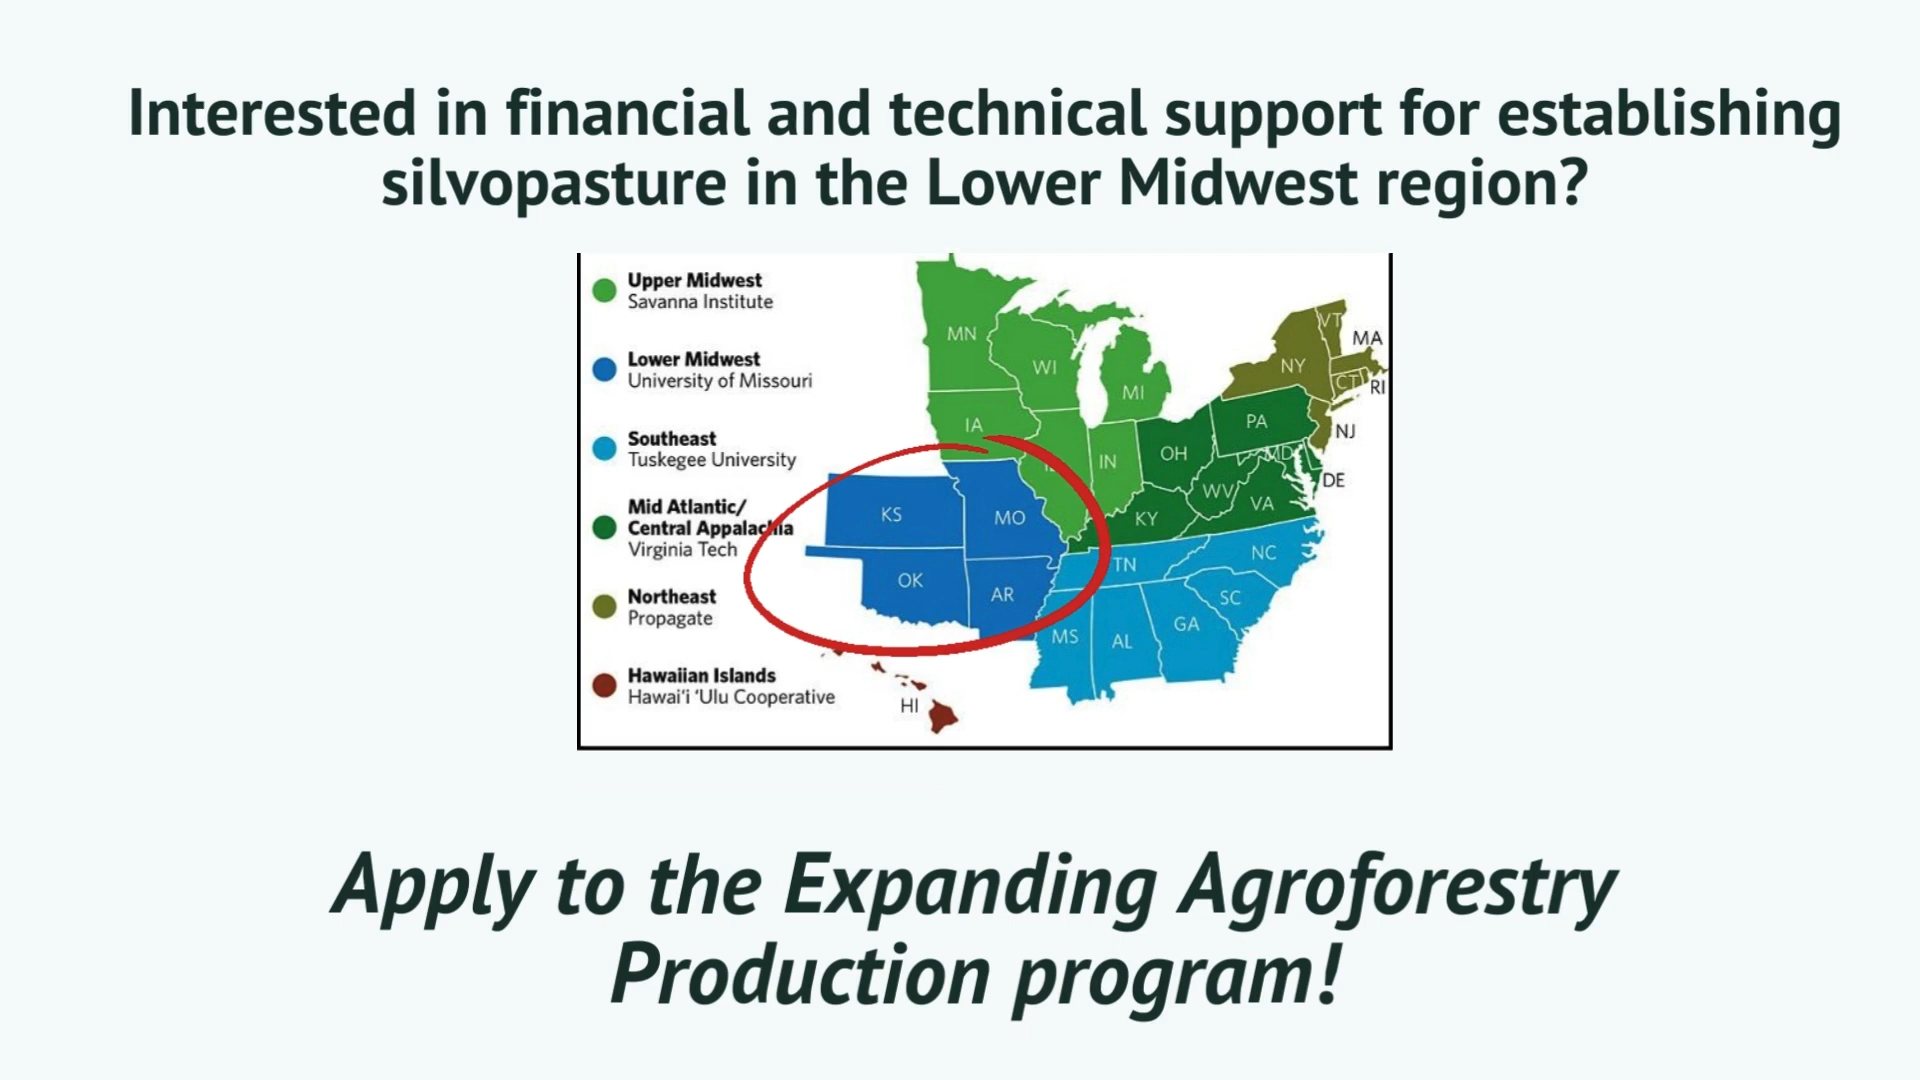 Interested in financial and technical support for establishing
silvopasture in the Lower Midwest region?
Upper Midwest
Savanna Institute
Lower Midwest
University of Missouri
Southeast
Tuskegee University
Mid Atlantic/
Central Appalachia
Virginia Tech
Northeast
Propagate
Hawaiian Islands
Hawai'i 'Ulu Cooperative
MN
WI
MI
IA
IN
OH
PA
NY
VT
MA
CT
RI
NJ
MD
DE
WV
VA
KY
KS
MO
OK
AR
TN
NC
SC
MS
AL
GA
HI
Apply to the Expanding Agroforestry
Production program!